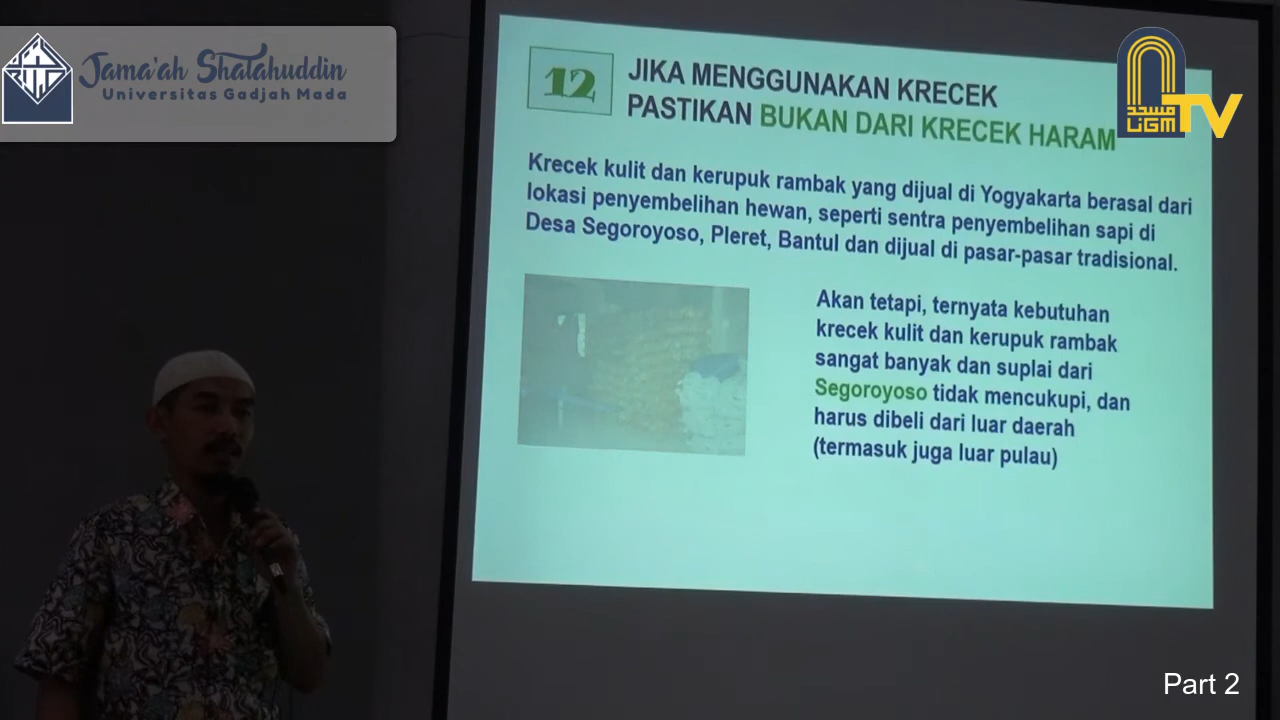 Jama'ah Shalahuddin
Universitas Gadjah Mada
مسجد
UGM
TV
12
JIKA MENGGUNAKAN KRECEK
PASTIKAN BUKAN DARI KRECEK HARAM
Krecek kulit dan kerupuk rambak yang dijual di Yogyakarta berasal dari
lokasi penyembelihan hewan, seperti sentra penyembelihan sapi di
Desa Segoroyoso, Pleret, Bantul dan dijual di pasar-pasar tradisional.
Akan tetapi, ternyata kebutuhan
krecek kulit dan kerupuk rambak
sangat banyak dan suplai dari
Segoroyoso tidak mencukupi, dan
harus dibeli dari luar daerah
(termasuk juga luar pulau)
Part 2